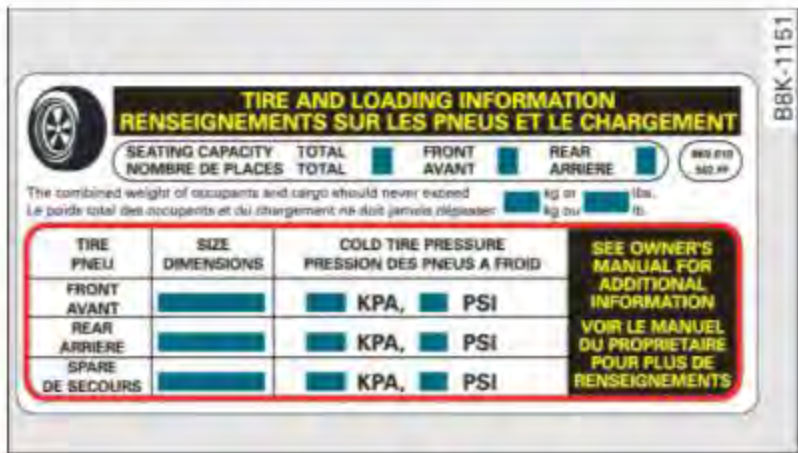 B8K-1151
TIRE AND LOADING INFORMATION
RENSEIGNEMENTS SUR LES PNEUS ET LE CHARGEMENT
SEATING CAPACITY TOTAL FRONT REAR
NOMBRE DE PLACES TOTAL AVANT ARRIERE
The combined weight of occupants and cargo should never exceed kg or lbs.
Le poids total des occupants et du chargement ne doit jamais dépasser kg ou lb.
TIRE SIZE COLD TIRE PRESSURE
PNEU DIMENSIONS PRESSION DES PNEUS A FROID
FRONT
AVANT KPA, PSI
REAR
ARRIERE KPA, PSI
SPARE
DE SECOURS KPA, PSI
SEE OWNER'S
MANUAL FOR
ADDITIONAL
INFORMATION
VOIR LE MANUEL
DU PROPRIETAIRE
POUR PLUS DE
RENSEIGNEMENTS